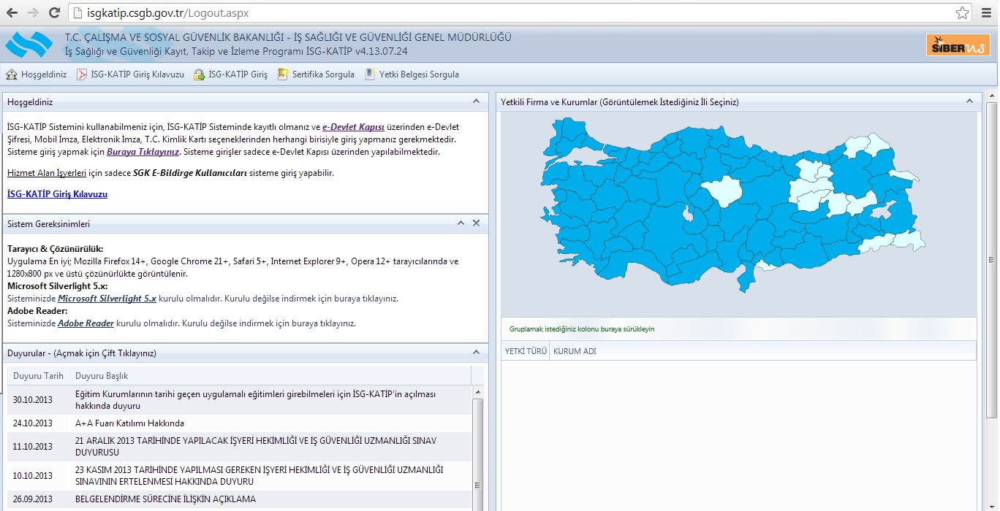 isgkatip.csgb.gov.tr/Logout.aspx
T.C. ÇALIŞMA VE SOSYAL GÜVENLİK BAKANLIĞI - İŞ SAĞLIĞI VE GÜVENLİĞİ GENEL MÜDÜRLÜĞÜ
İş Sağlığı ve Güvenliği Kayıt, Takip ve İzleme Programı İSG-KATİP v4.13.07.24
SİBERUS
Hoşgeldiniz İSG-KATİP Giriş Kılavuzu İSG-KATİP Giriş Sertifika Sorgula Yetki Belgesi Sorgula
Hoşgeldiniz
İSG-KATİP Sistemini kullanabilmeniz için, İSG-KATİP Sisteminde kayıtlı olmanız ve e-Devlet Kapısı üzerinden e-Devlet
Şifresi, Mobil İmza, Elektronik İmza, T.C. Kimlik Kartı seçeneklerinden herhangi birisiyle giriş yapmanız gerekmektedir.
Sisteme giriş yapmak için Buraya Tıklayınız. Sisteme girişler sadece e-Devlet Kapısı üzerinden yapılabilmektedir.
Hizmet Alan İşyerleri için sadece SGK E-Bildirge Kullanıcıları sisteme giriş yapabilir.
İSG-KATİP Giriş Kılavuzu
Sistem Gereksinimleri
Tarayıcı & Çözünürülük:
Uygulama En iyi; Mozilla Firefox 14+, Google Chrome 21+, Safari 5+, Internet Explorer 9+, Opera 12+ tarayıcılarında ve
1280x800 px ve üstü çözünürlükte görüntülenir.
Microsoft Silverlight 5.x:
Sisteminizde Microsoft Silverlight 5.x kurulu olmalıdır. Kurulu değilse indirmek için buraya tıklayınız.
Adobe Reader:
Sisteminizde Adobe Reader kurulu olmalıdır. Kurulu değilse indirmek için buraya tıklayınız.
Duyurular - (Açmak için Çift Tıklayınız)
Duyuru Tarih Duyuru Başlık
30.10.2013 Eğitim Kurumlarının tarihi geçen uygulamalı eğitimleri girebilmeleri için İSG-KATİP'in açılması
hakkında duyuru
24.10.2013 A+A Fuarı Katılımı Hakkında
11.10.2013 21 ARALIK 2013 TARİHİNDE YAPILACAK İŞYERİ HEKİMLİĞİ VE İŞ GÜVENLİĞİ UZMANLIĞI SINAV
DUYURUSU
10.10.2013 23 KASIM 2013 TARİHİNDE YAPILMASI GEREKEN İŞYERİ HEKİMLİĞİ VE İŞ GÜVENLİĞİ UZMANLIĞI
SINAVININ ERTELENMESİ HAKKINDA DUYURU
26.09.2013 BELGELENDİRME SÜRECİNE İLİŞKİN AÇIKLAMA
Yetkili Firma ve Kurumlar (Görüntülemek İstediğiniz İli Seçiniz)
Gruplamak istediğiniz kolonu buraya sürükleyin
YETKİ TÜRÜ KURUM ADI